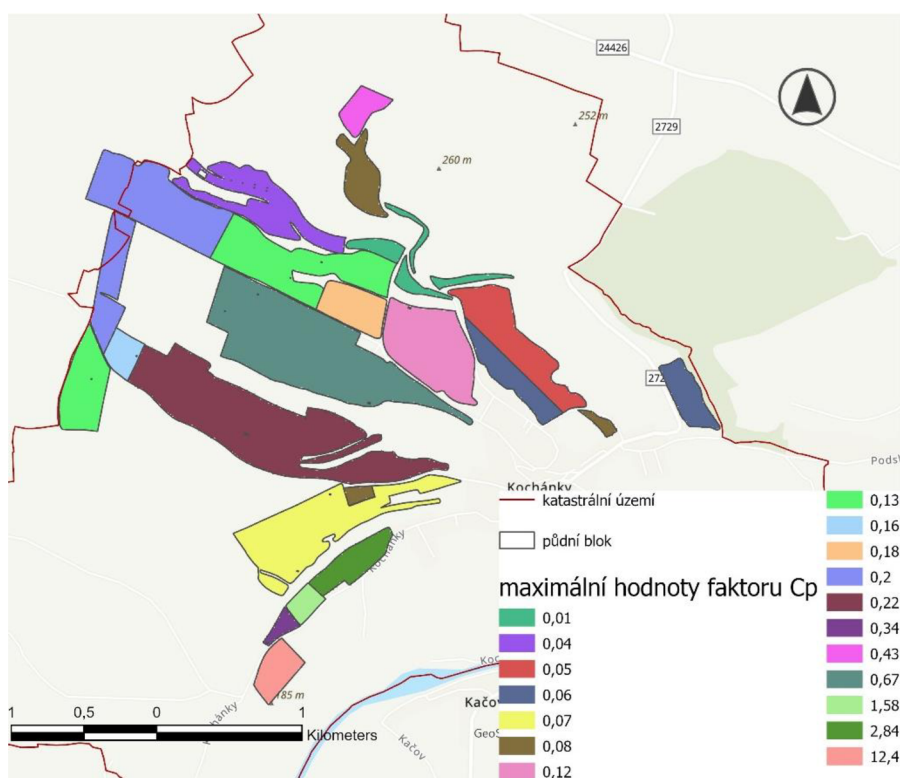 24426
252 m
2729
260 m
272
Podsk
Kochánky
Kochánky
katastrální území
půdní blok
maximální hodnoty faktoru Cp
0,01
0,04
0,05
0,06
0,07
0,08
0,12
0,13
0,16
0,18
0,2
0,22
0,34
0,43
0,67
1,58
2,84
12,4
Koc
Kačov
GeoS
Kačov
185 m
Kochánky
1 0,5 0 1
Kilometers